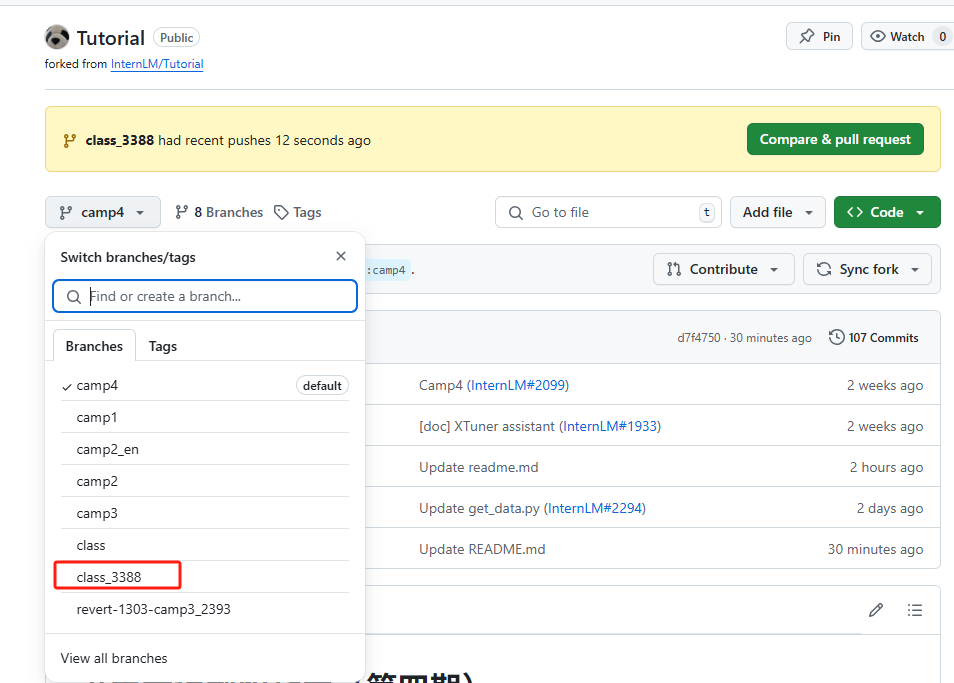 Tutorial Public
Pin
Watch 0
forked from InternLM/Tutorial
class_3388 had recent pushes 12 seconds ago
Compare & pull request
camp4
8 Branches
Tags
Go to file
t
Add file
Code
Switch branches/tags
:camp4 .
Contribute
Sync fork
Find or create a branch...
Branches
Tags
d7f4750 · 30 minutes ago
107 Commits
camp4
default
Camp4 (InternLM#2099)
2 weeks ago
camp1
[doc] XTuner assistant (InternLM#1933)
2 weeks ago
camp2_en
Update readme.md
2 hours ago
camp2
camp3
Update get_data.py (InternLM#2294)
2 days ago
class
Update README.md
30 minutes ago
class_3388
revert-1303-camp3_2393
View all branches
(第四期)